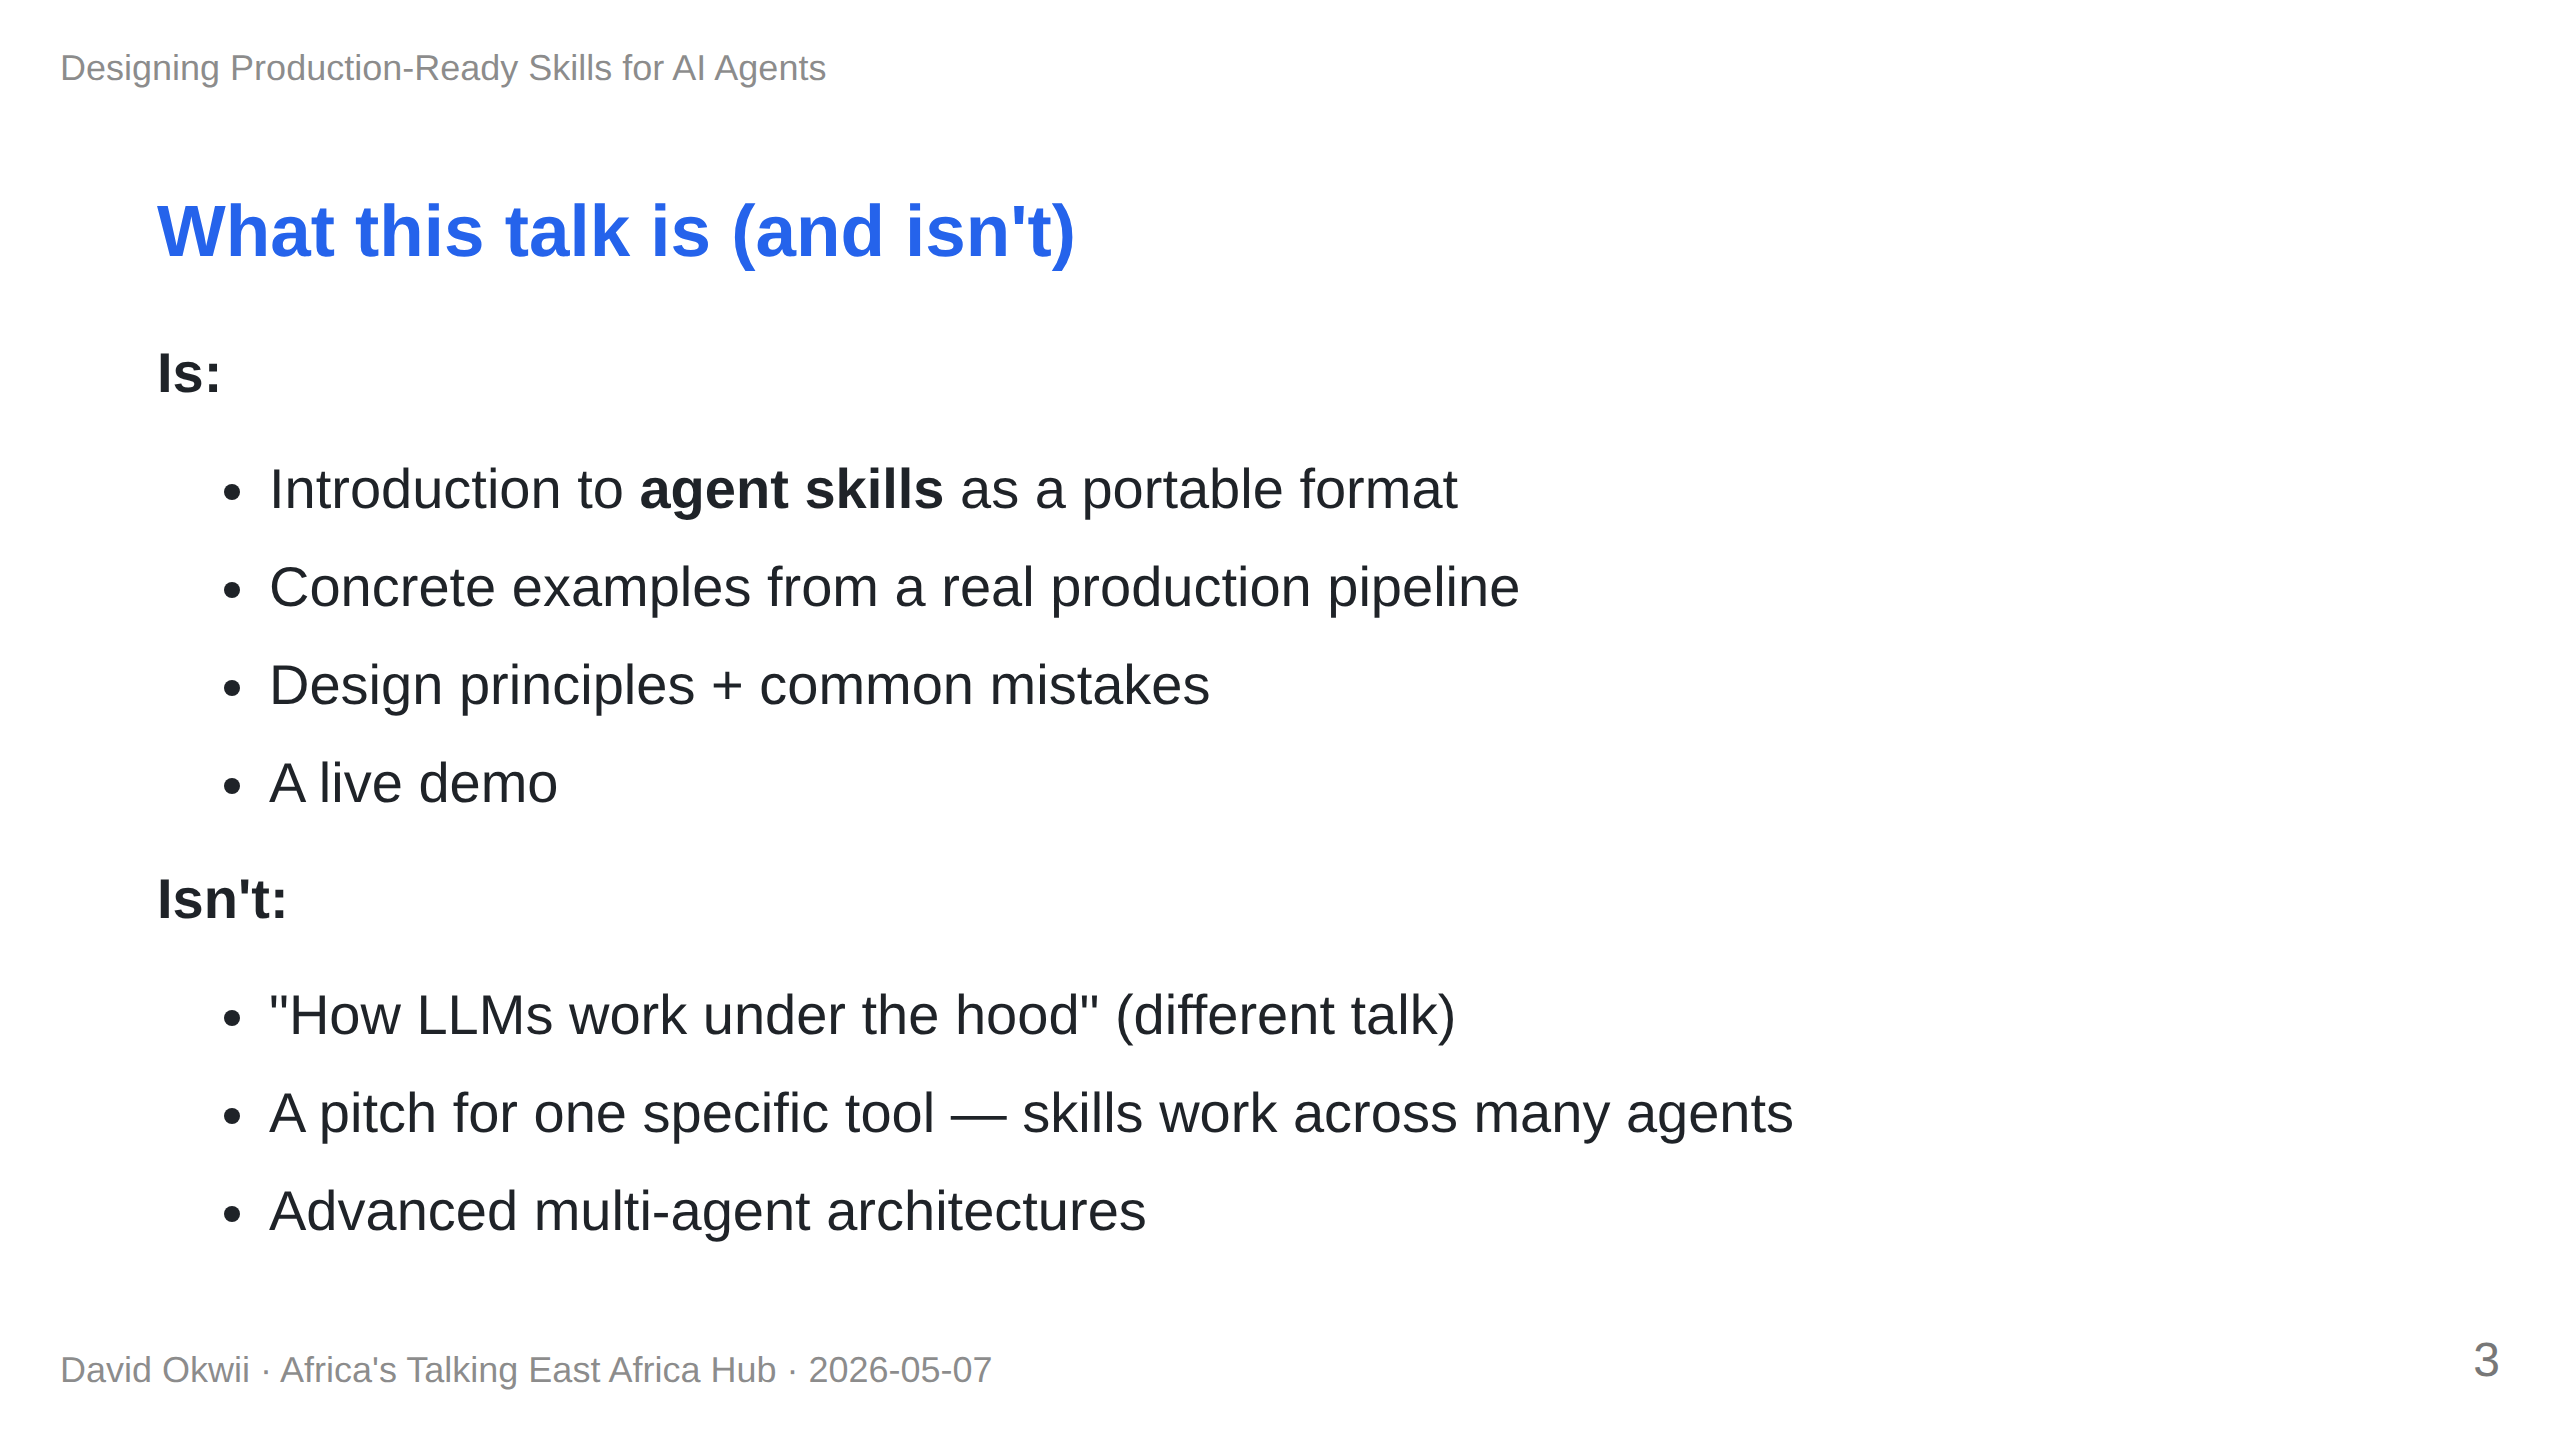 Designing Production-Ready Skills for AI Agents
What this talk is (and isn't)
Is:
• Introduction to agent skills as a portable format
• Concrete examples from a real production pipeline
• Design principles + common mistakes
• A live demo
Isn't:
• "How LLMs work under the hood" (different talk)
• A pitch for one specific tool — skills work across many agents
• Advanced multi-agent architectures
David Okwii · Africa's Talking East Africa Hub · 2026-05-07
3